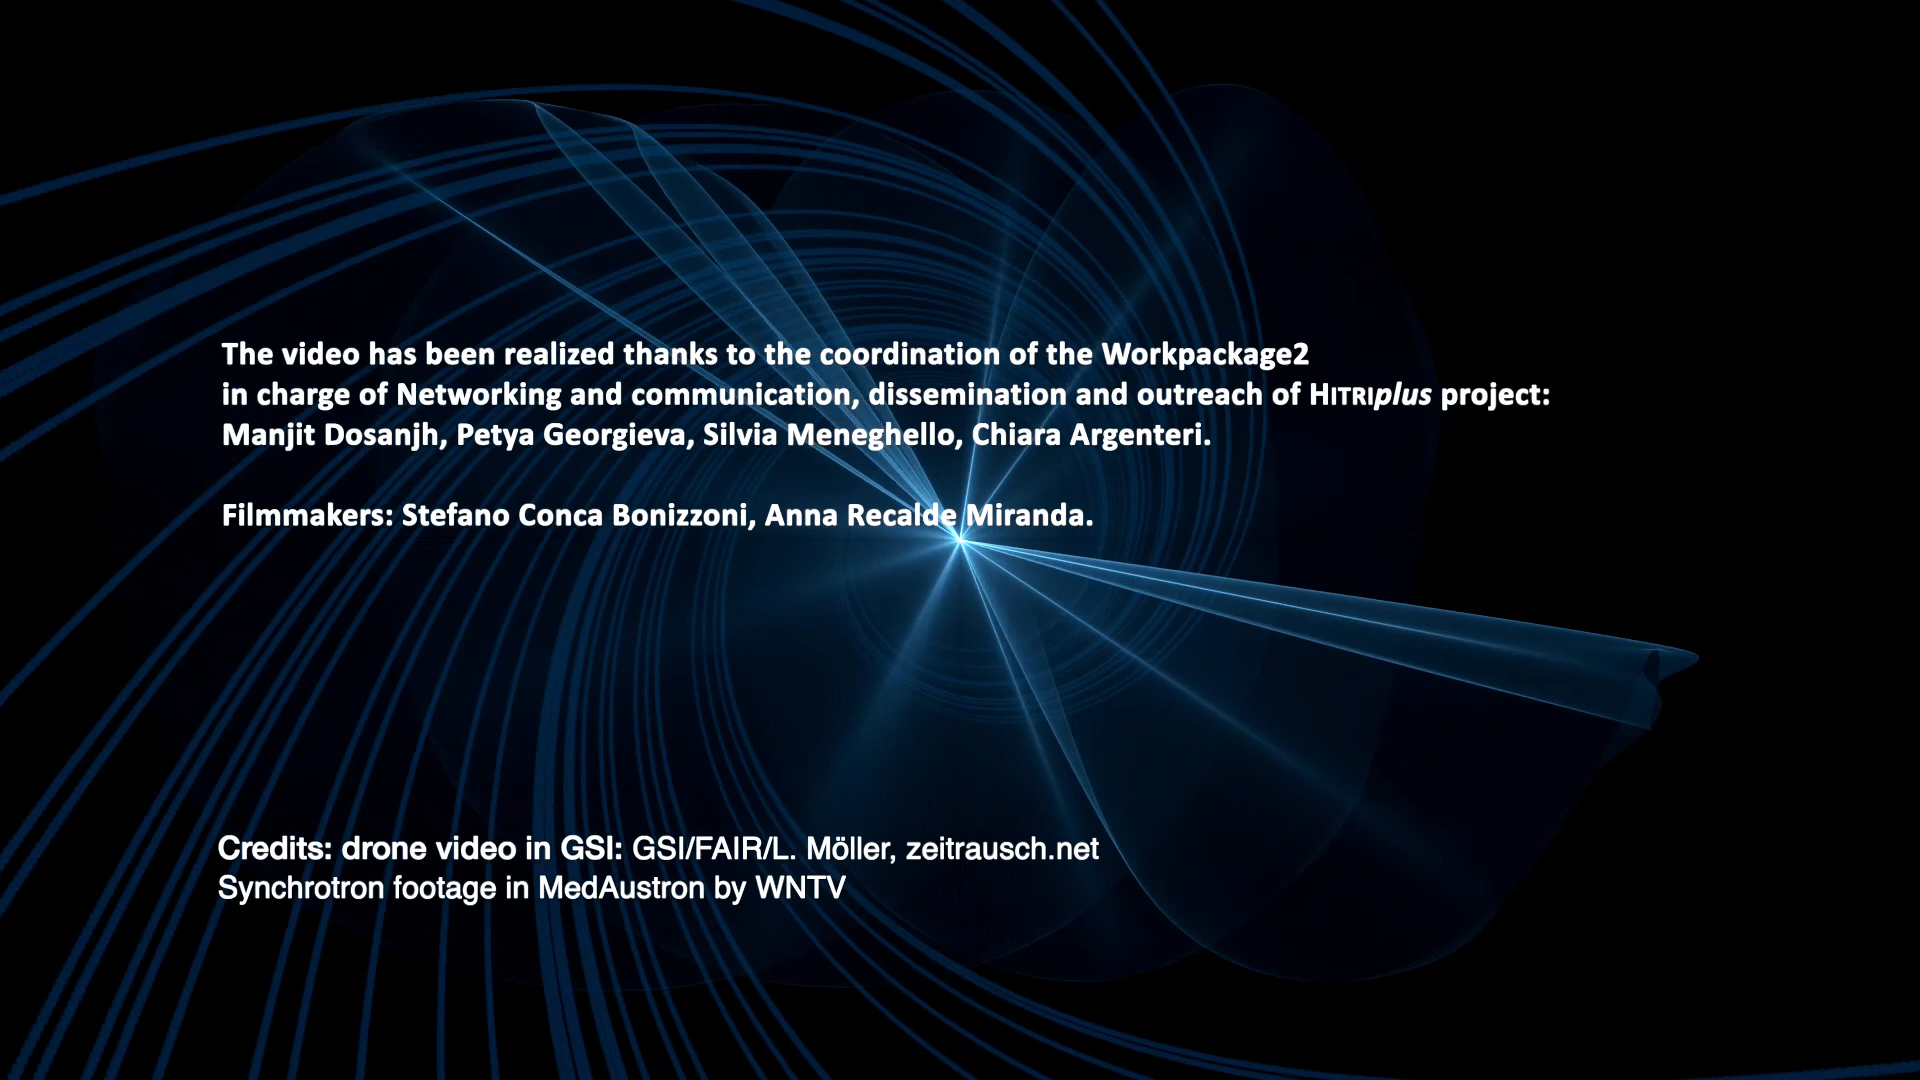 The video has been realized thanks to the coordination of the Workpackage2
in charge of Networking and communication, dissemination and outreach of HITRIplus project:
Manjit Dosanjh, Petya Georgieva, Silvia Meneghello, Chiara Argenteri.
Filmmakers: Stefano Conca Bonizzoni, Anna Recalde Miranda.
Credits: drone video in GSI: GSI/FAIR/L. Möller, zeitrausch.net
Synchrotron footage in MedAustron by WNTV